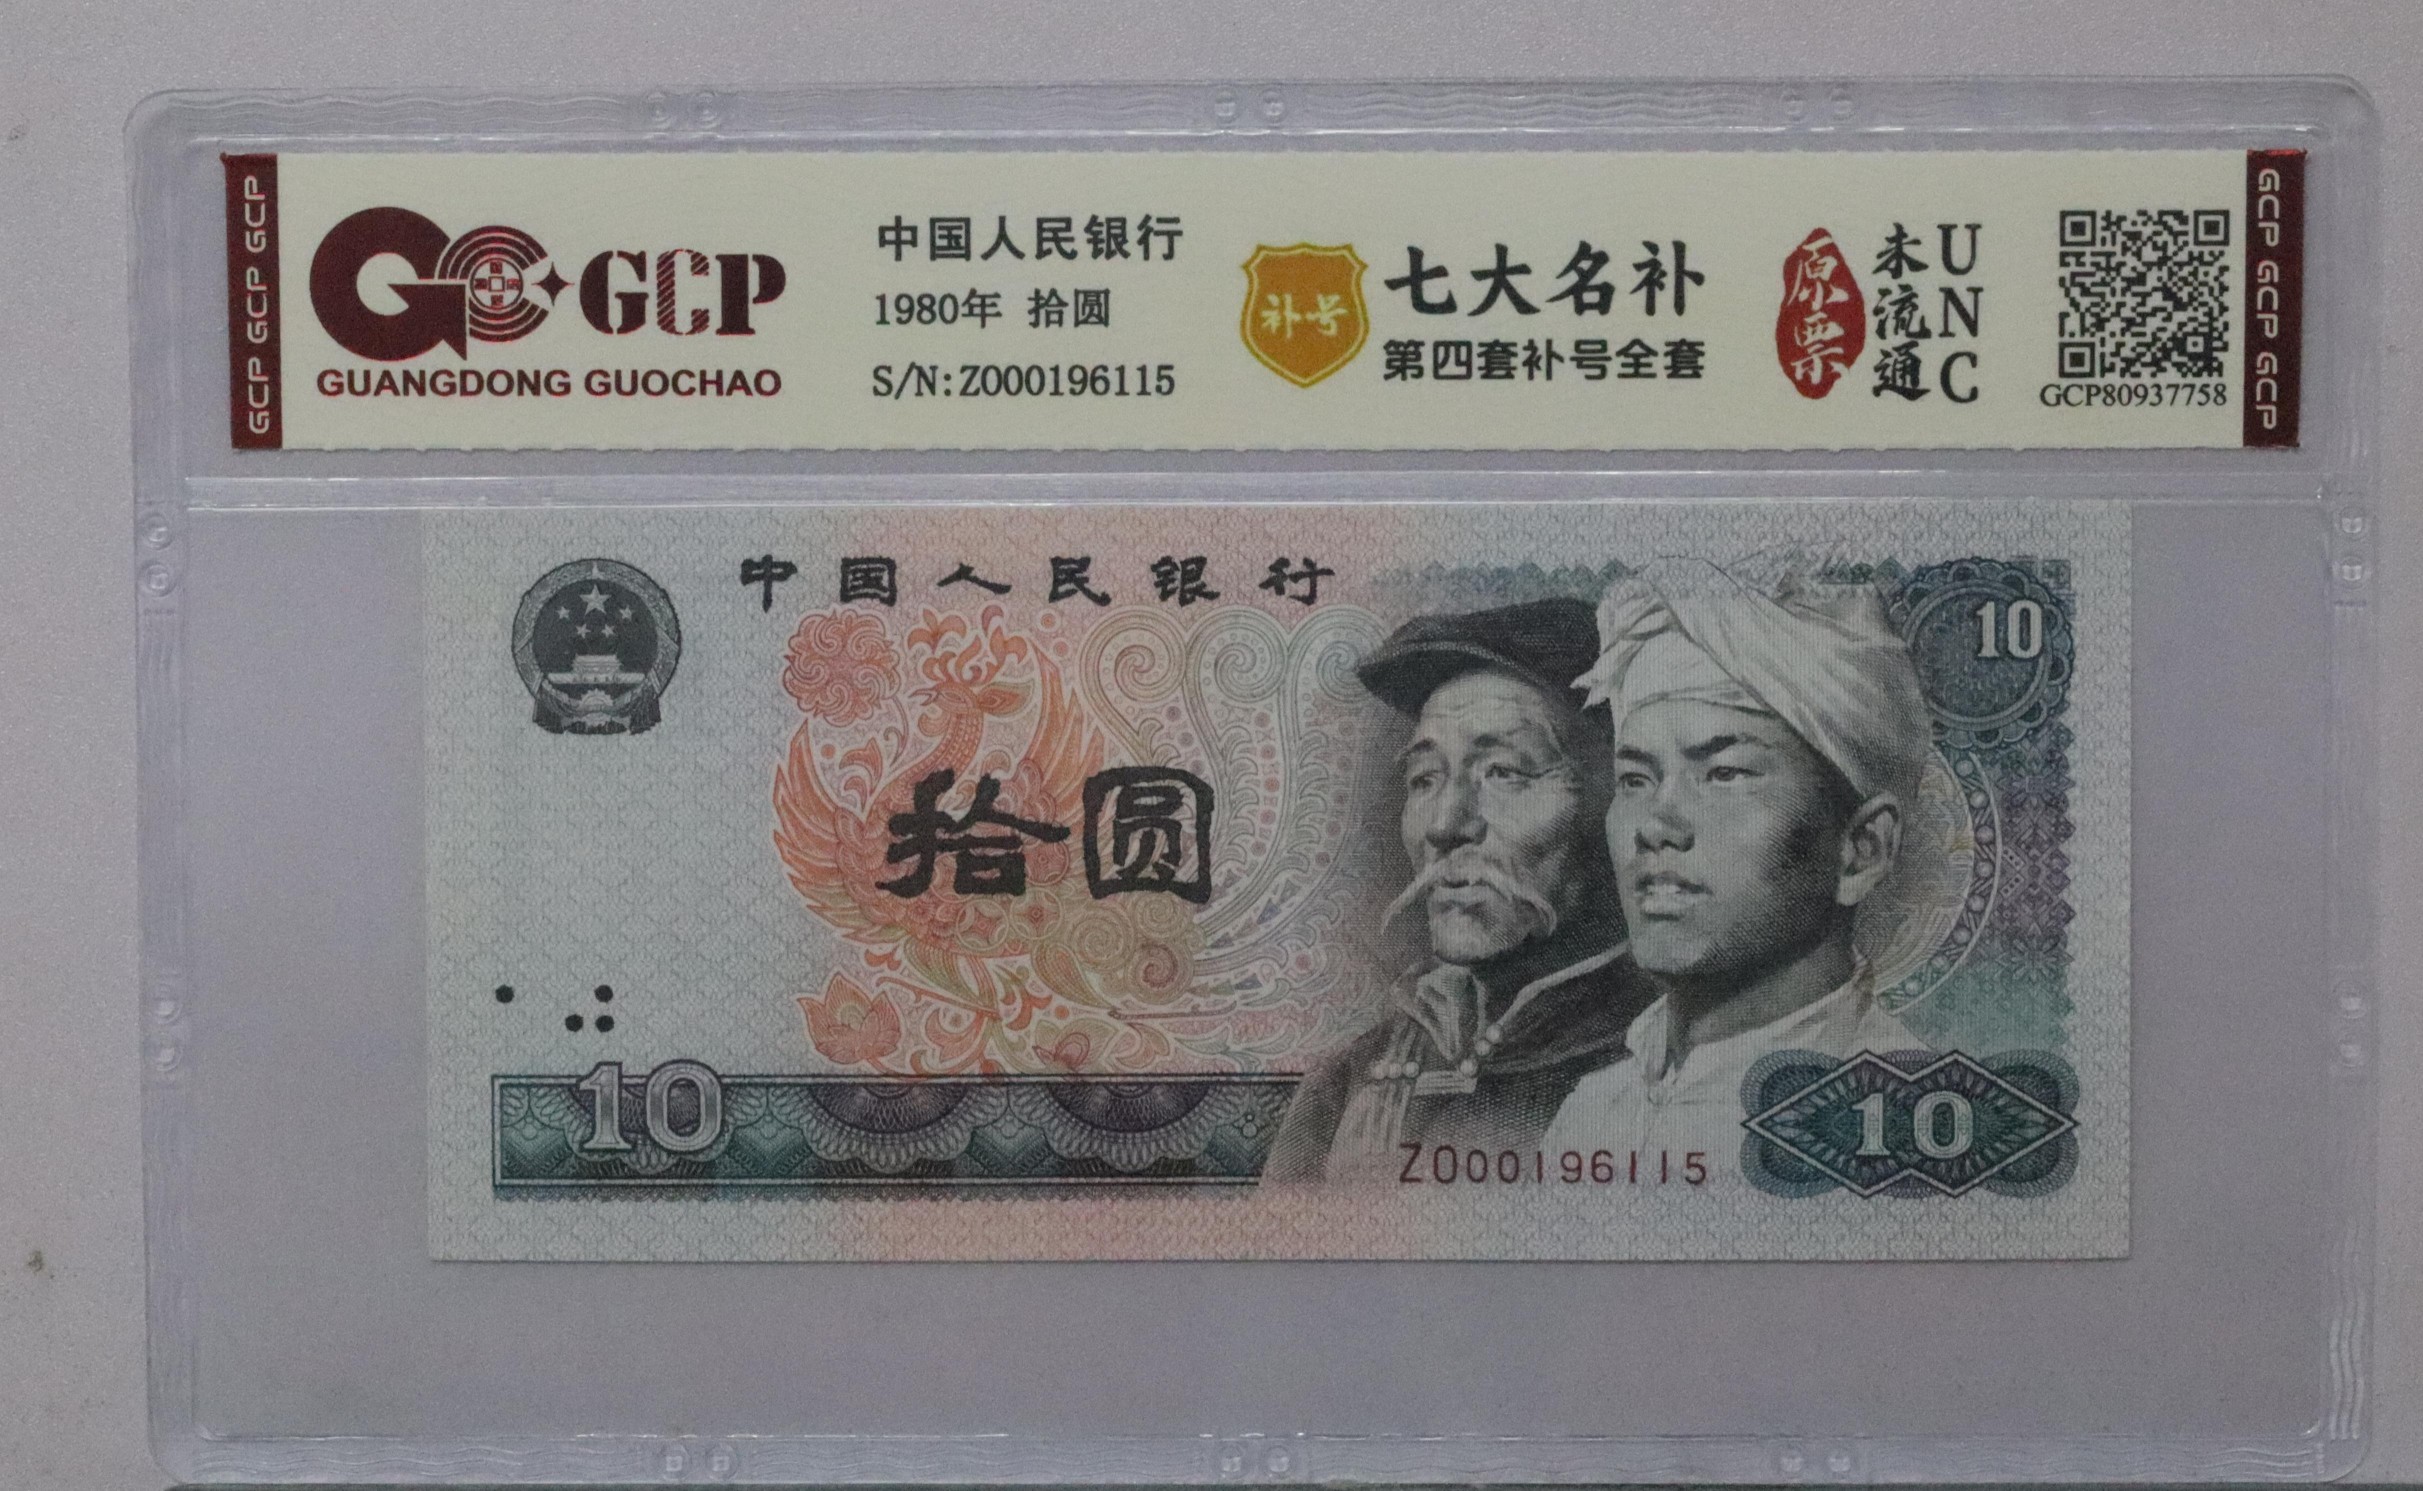 GCP GCP GCP
GCP
GUANGDONG GUOCHAO
中国人民银行
1980年 拾圆
S/N:Z000196115
补号
七大名补
第四套补号全套
原票
未流通
UNC
GCP80937758
GCP GCP GCP
中国人民银行
10
拾圆
10
Z000196115
10